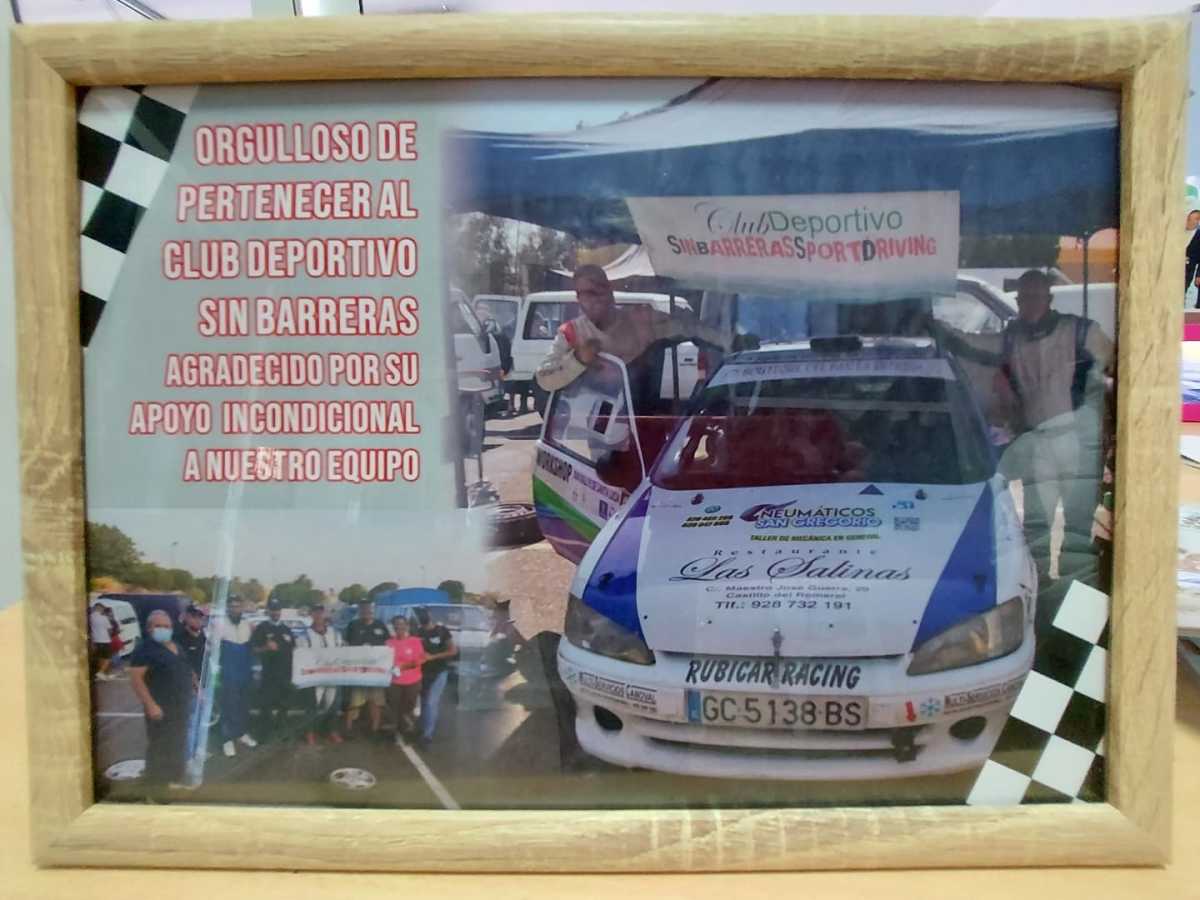 ORGULLOSO DE
PERTENECER AL
CLUB DEPORTIVO
SIN BARRERAS
AGRADECIDO POR SU
APOYO INCONDICIONAL
A NUESTRO EQUIPO
Club Deportivo
SINBARRERASSPORTDRIVING
WORKSHOP
NEUMÁTICOS
SAN GREGORIO
TALLER DE MECÁNICA EN GENERAL
Restaurante
Las Salinas
C. Maestro José Guerra, 29
Castillo del Romeral
Tlf.: 928 732 191
RUBICAR RACING
GC 5138 BS